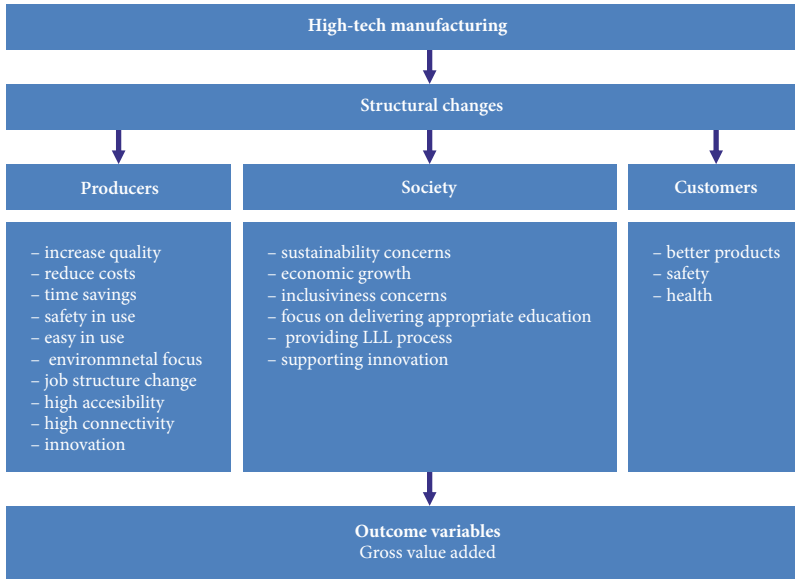 High-tech manufacturing
Structural changes
Producers
– increase quality
– reduce costs
– time savings
– safety in use
– easy in use
– environmnetal focus
– job structure change
– high accesibility
– high connectivity
– innovation
Society
– sustainability concerns
– economic growth
– inclusiviness concerns
– focus on delivering appropriate education
– providing LLL process
– supporting innovation
Customers
– better products
– safety
– health
Outcome variables
Gross value added